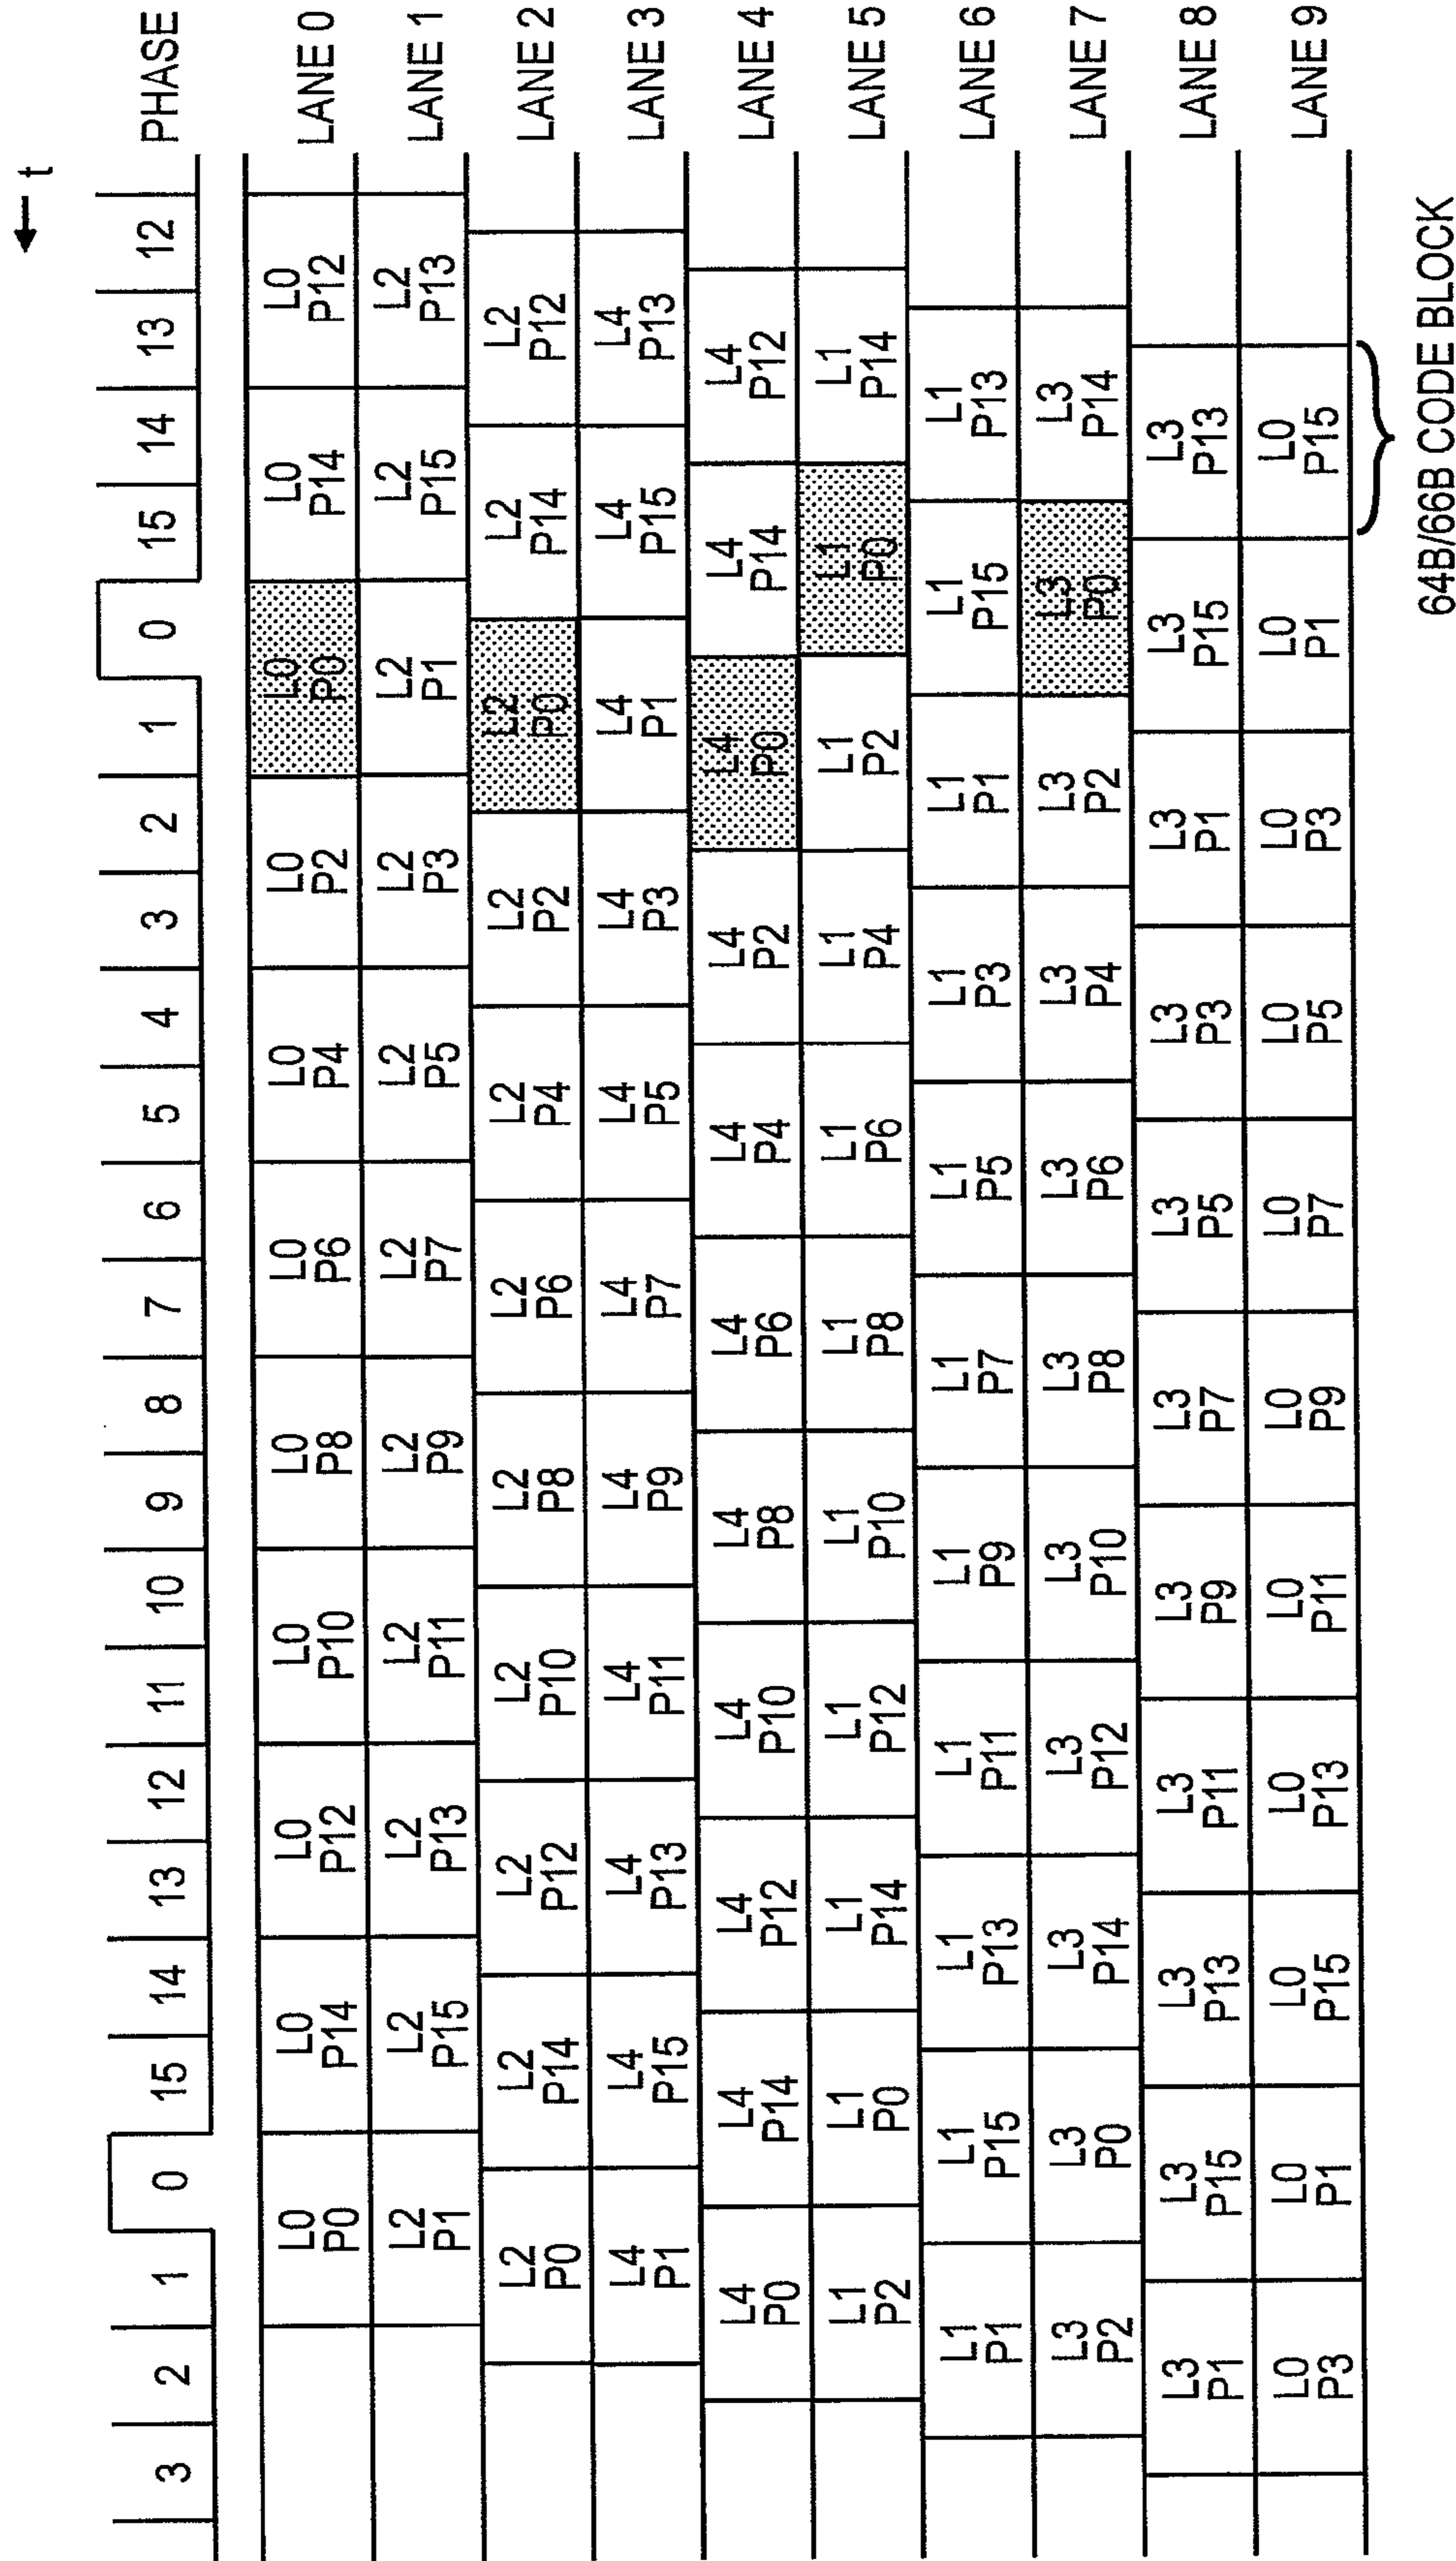 t
3 2 1 0 15 14 13 12 11 10 9 8 7 6 5 4 3 2 1 0 15 14 13 12 PHASE
L0 L0 L0 L0 L0 L0 L0 L0 L0 L0 L0 LANE 0
P0 P14 P12 P10 P8 P6 P4 P2 P0 P14 P12
L2 L2 L2 L2 L2 L2 L2 L2 L2 L2 L2 LANE 1
P1 P15 P13 P11 P9 P7 P5 P3 P1 P15 P13
L2 L2 L2 L2 L2 L2 L2 L2 L2 L2 L2 LANE 2
P0 P14 P12 P10 P8 P6 P4 P2 P0 P14 P12
L4 L4 L4 L4 L4 L4 L4 L4 L4 L4 L4 LANE 3
P1 P15 P13 P11 P9 P7 P5 P3 P1 P15 P13
L4 L4 L4 L4 L4 L4 L4 L4 L4 L4 L4 LANE 4
P0 P14 P12 P10 P8 P6 P4 P2 P0 P14 P12
L1 L1 L1 L1 L1 L1 L1 L1 L1 L1 L1 LANE 5
P2 P0 P14 P12 P10 P8 P6 P4 P2 P0 P14
L1 L1 L1 L1 L1 L1 L1 L1 L1 L1 L1 LANE 6
P1 P15 P13 P11 P9 P7 P5 P3 P1 P15 P13
L3 L3 L3 L3 L3 L3 L3 L3 L3 L3 L3 LANE 7
P2 P0 P14 P12 P10 P8 P6 P4 P2 P0 P14
L3 L3 L3 L3 L3 L3 L3 L3 L3 L3 L3 LANE 8
P1 P15 P13 P11 P9 P7 P5 P3 P1 P15 P13
L0 L0 L0 L0 L0 L0 L0 L0 L0 L0 L0 LANE 9
P3 P1 P15 P13 P11 P9 P7 P5 P3 P1 P15
64B/66B CODE BLOCK